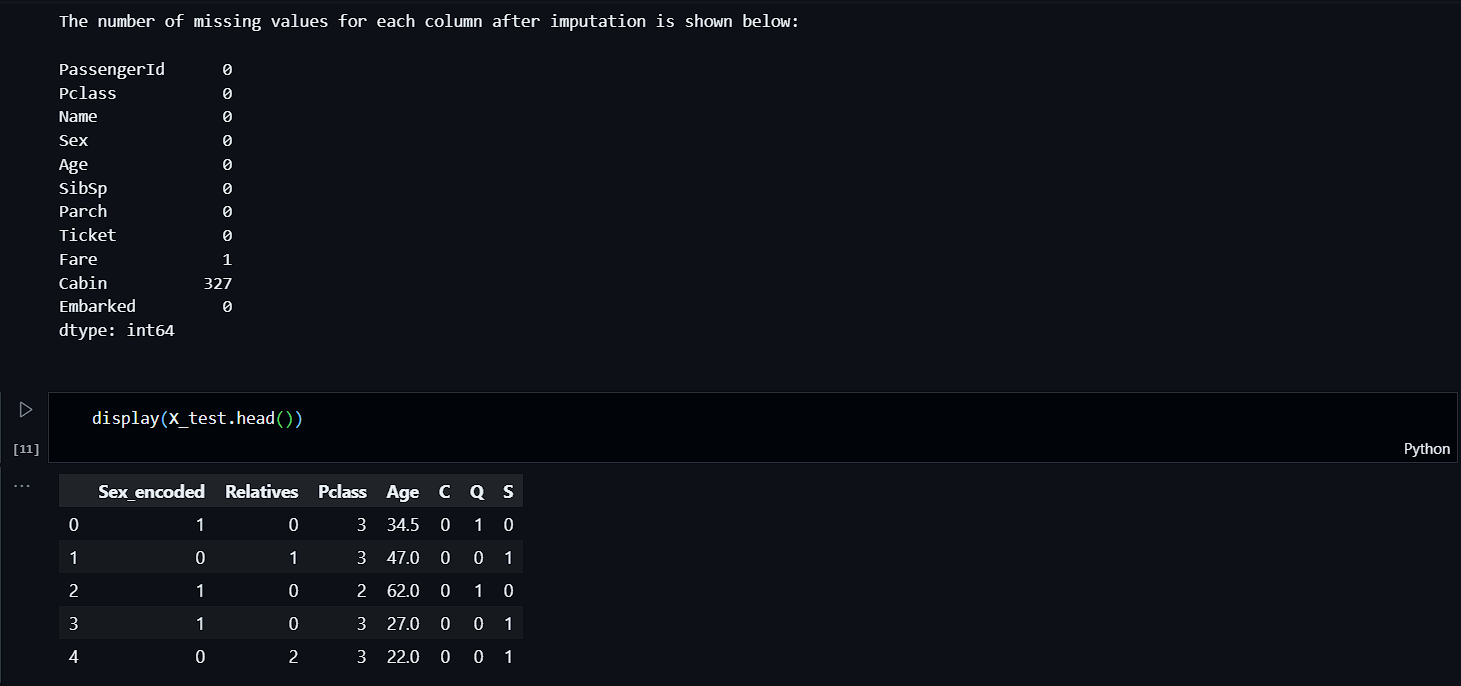 The number of missing values for each column after imputation is shown below:
PassengerId 0
Pclass 0
Name 0
Sex 0
Age 0
SibSp 0
Parch 0
Ticket 0
Fare 1
Cabin 327
Embarked 0
dtype: int64
display(X_test.head())
[11]
Python
...
Sex_encoded Relatives Pclass Age C Q S
0 1 0 3 34.5 0 1 0
1 0 1 3 47.0 0 0 1
2 1 0 2 62.0 0 1 0
3 1 0 3 27.0 0 0 1
4 0 2 3 22.0 0 0 1